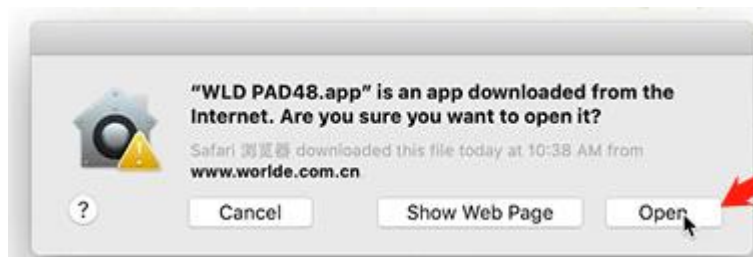 "WLD PAD48.app" is an app downloaded from the
Internet. Are you sure you want to open it?
Safari 浏览器 downloaded this file today at 10:38 AM from
www.worlde.com.cn
?
Cancel
Show Web Page
Open